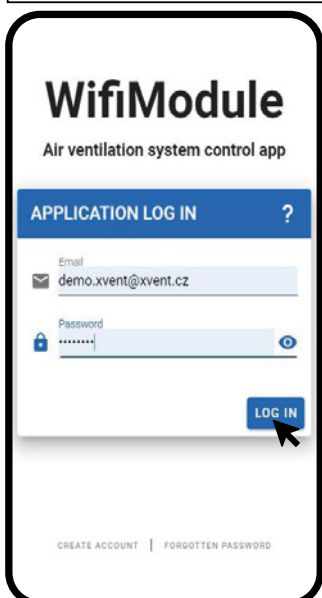 WifiModule
Air ventilation system control app
APPLICATION LOG IN ?
Email
demo.xvent@xvent.cz
Password
••••••••
LOG IN
CREATE ACCOUNT | FORGOTTEN PASSWORD